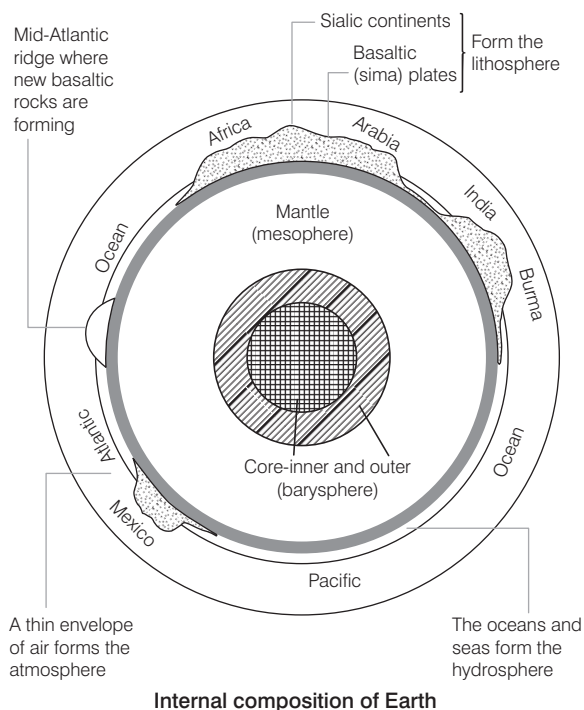 Mid-Atlantic
ridge where
new basaltic
rocks are
forming
Sialic continents
Basaltic
(sima) plates
Form the
lithosphere
Africa
Arabia
India
Burma
Ocean
Mantle
(mesophere)
Core-inner and outer
(barysphere)
Atlantic
Mexico
Ocean
Pacific
A thin envelope
of air forms the
atmosphere
The oceans and
seas form the
hydrosphere
Internal composition of Earth